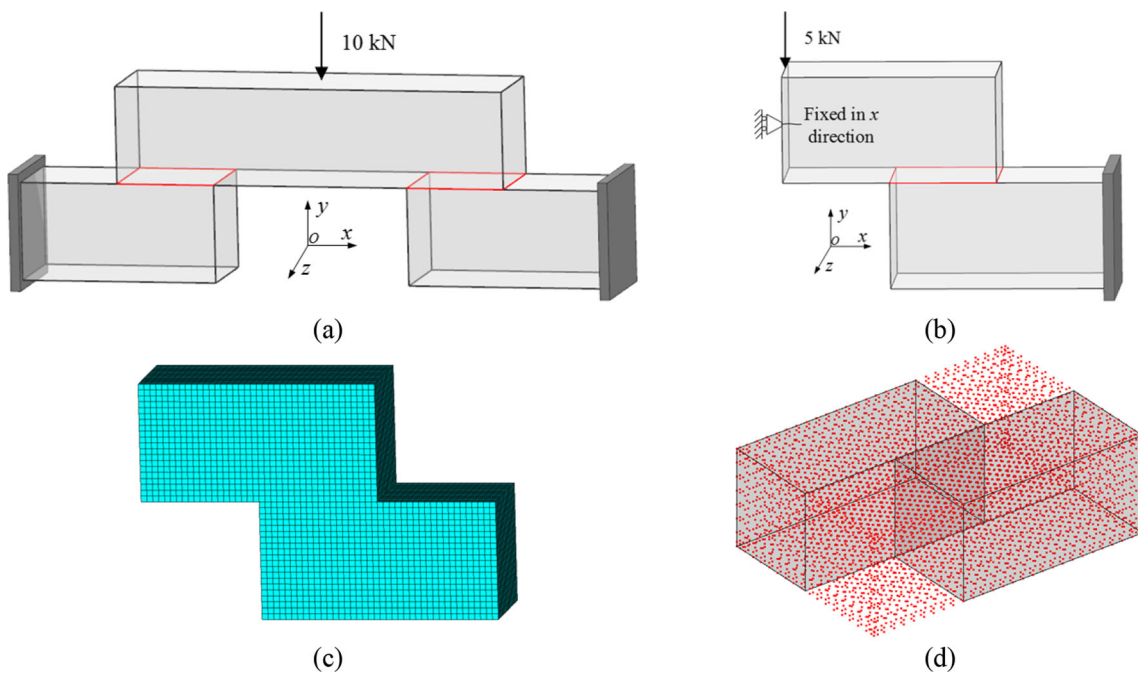 10 kN
y
O
x
z
(a)
5 kN
Fixed in x
direction
y
O
x
z
(b)
(c)
(d)